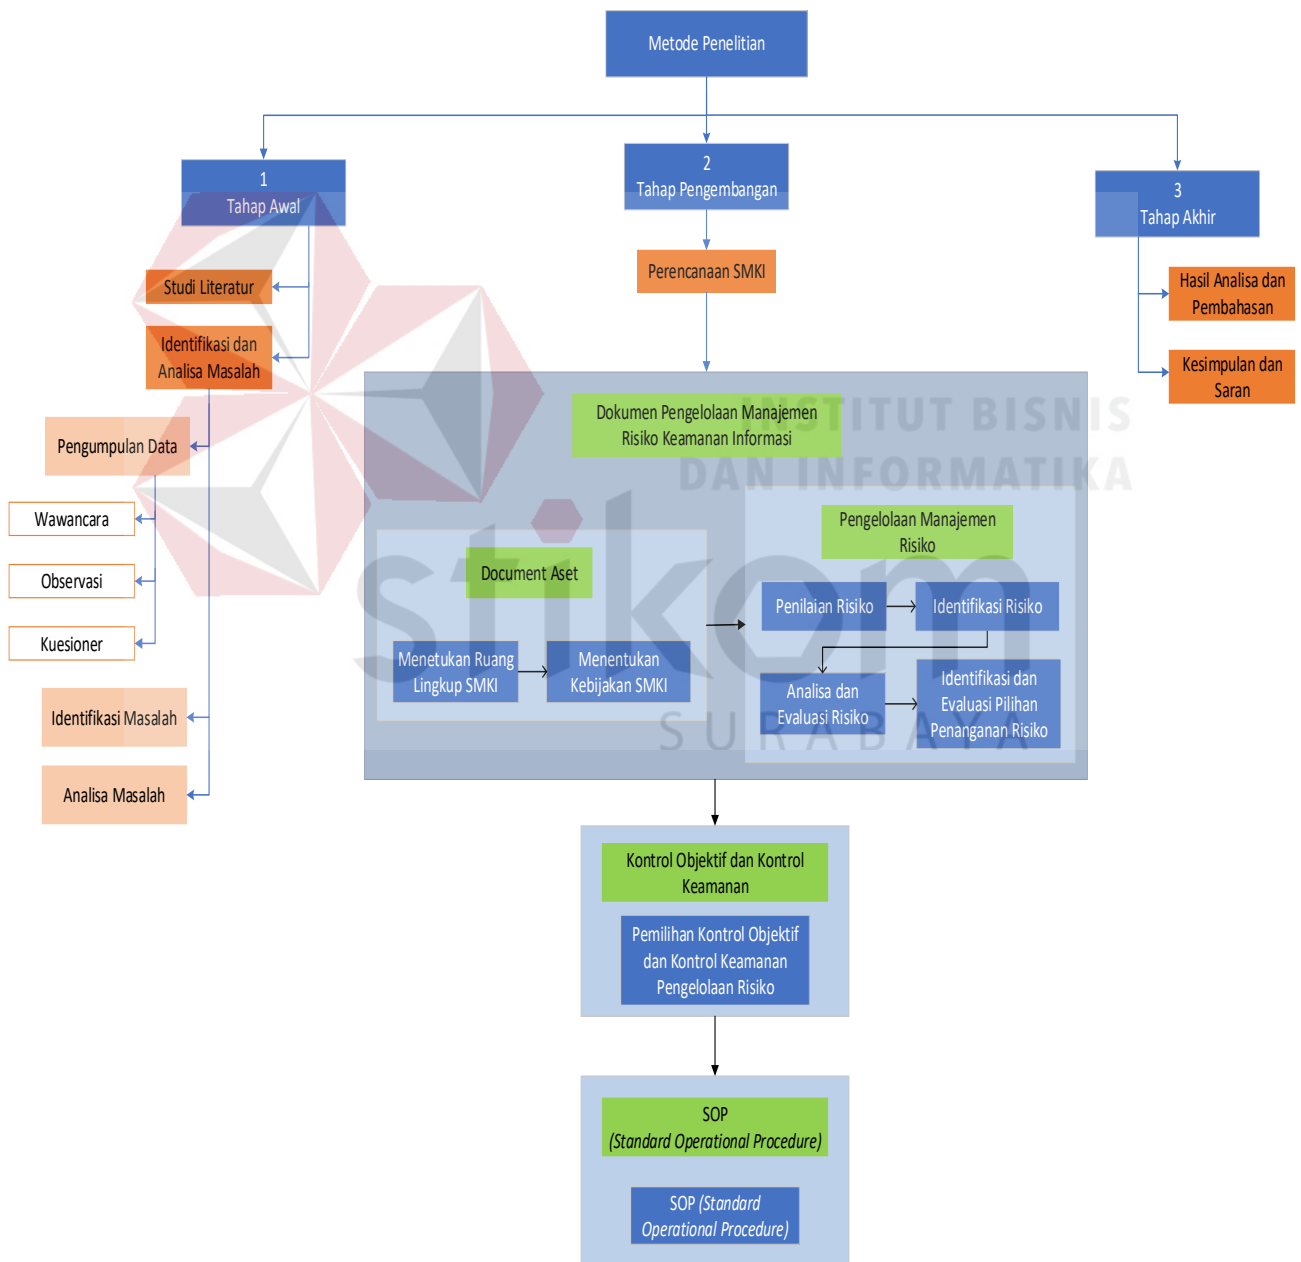 Metode Penelitian
1
Tahap Awal
Studi Literatur
Identifikasi dan
Analisa Masalah
Pengumpulan Data
Wawancara
Observasi
Kuesioner
Identifikasi Masalah
Analisa Masalah
2
Tahap Pengembangan
Perencanaan SMKI
Dokumen Pengelolaan Manajemen
Risiko Keamanan Informasi
Document Aset
Menetukan Ruang
Lingkup SMKI
Menentukan
Kebijakan SMKI
Pengelolaan Manajemen
Risiko
Penilaian Risiko
Identifikasi Risiko
Analisa dan
Evaluasi Risiko
Identifikasi dan
Evaluasi Pilihan
Penanganan Risiko
Kontrol Objektif dan Kontrol
Keamanan
Pemilihan Kontrol Objektif
dan Kontrol Keamanan
Pengelolaan Risiko
SOP
(Standard Operational Procedure)
SOP (Standard
Operational Procedure)
3
Tahap Akhir
Hasil Analisa dan
Pembahasan
Kesimpulan dan
Saran
INSTITUT BISNIS
DAN INFORMATIKA
stikom
SURABAYA